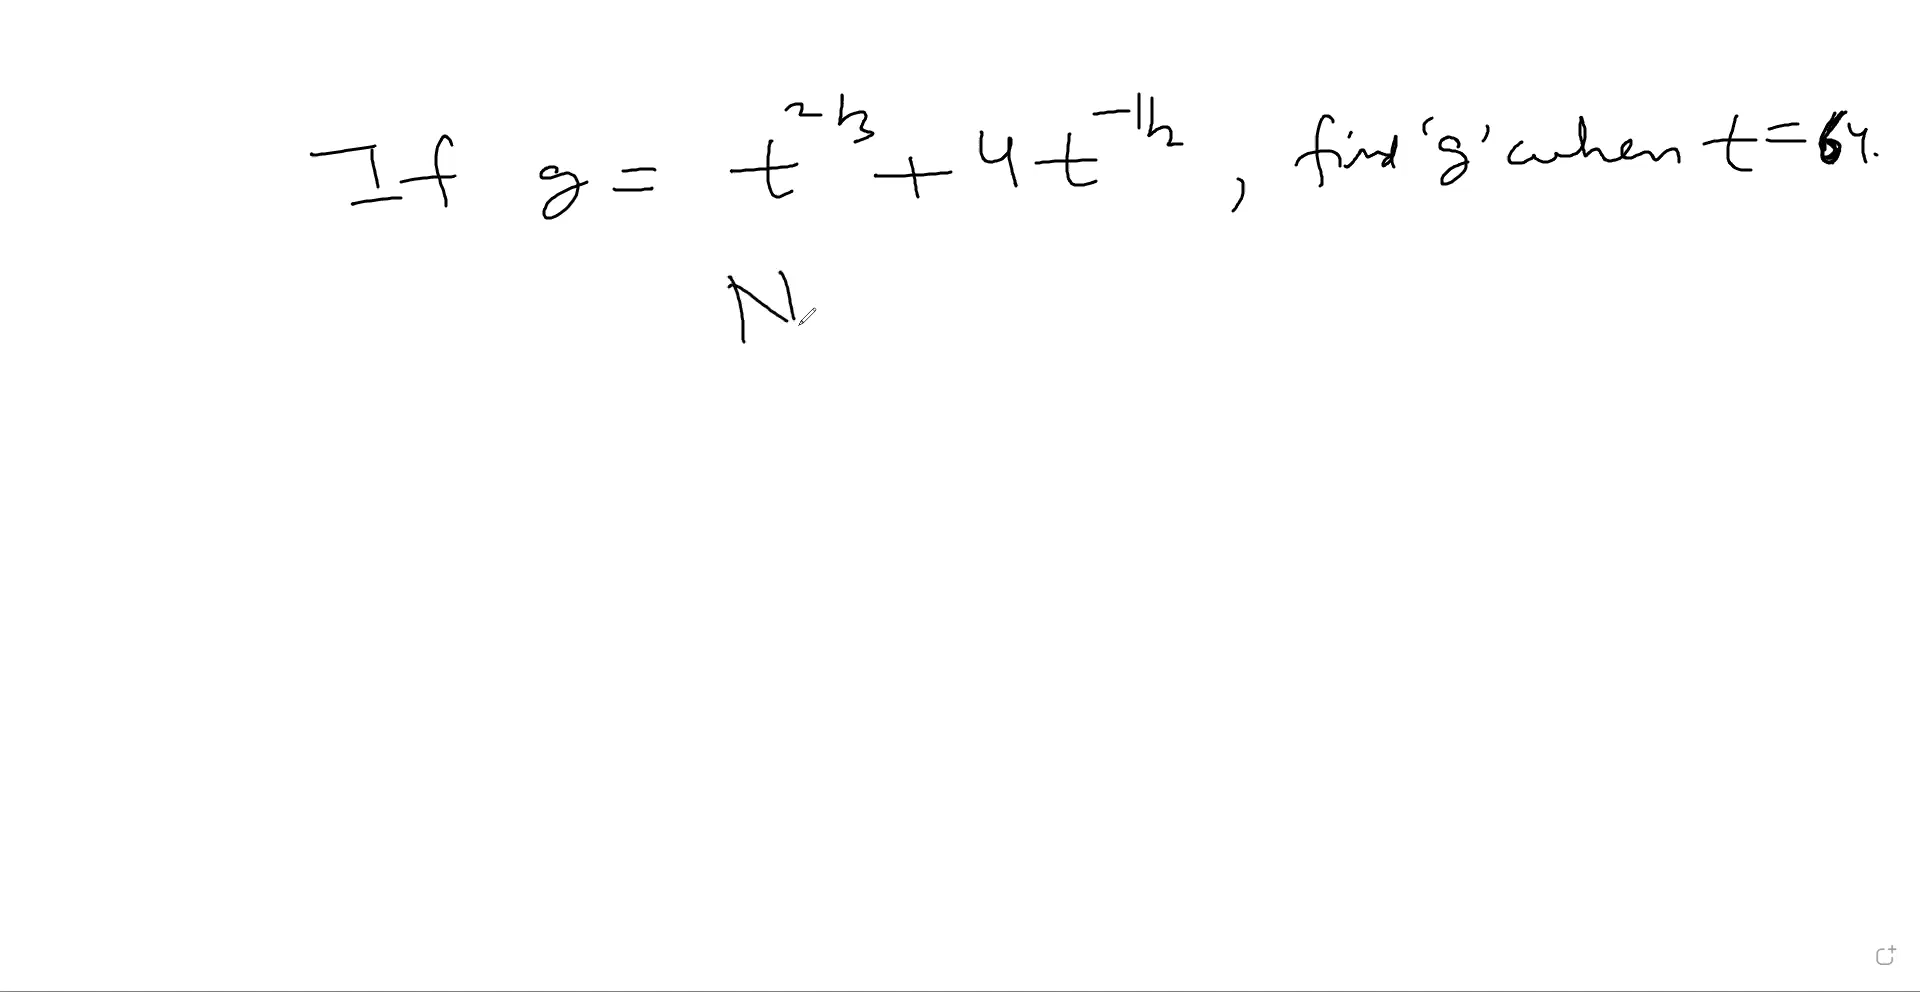 If g = t^{2/3} + 4t^{-1/2}, find 'g' when t = 64.
N